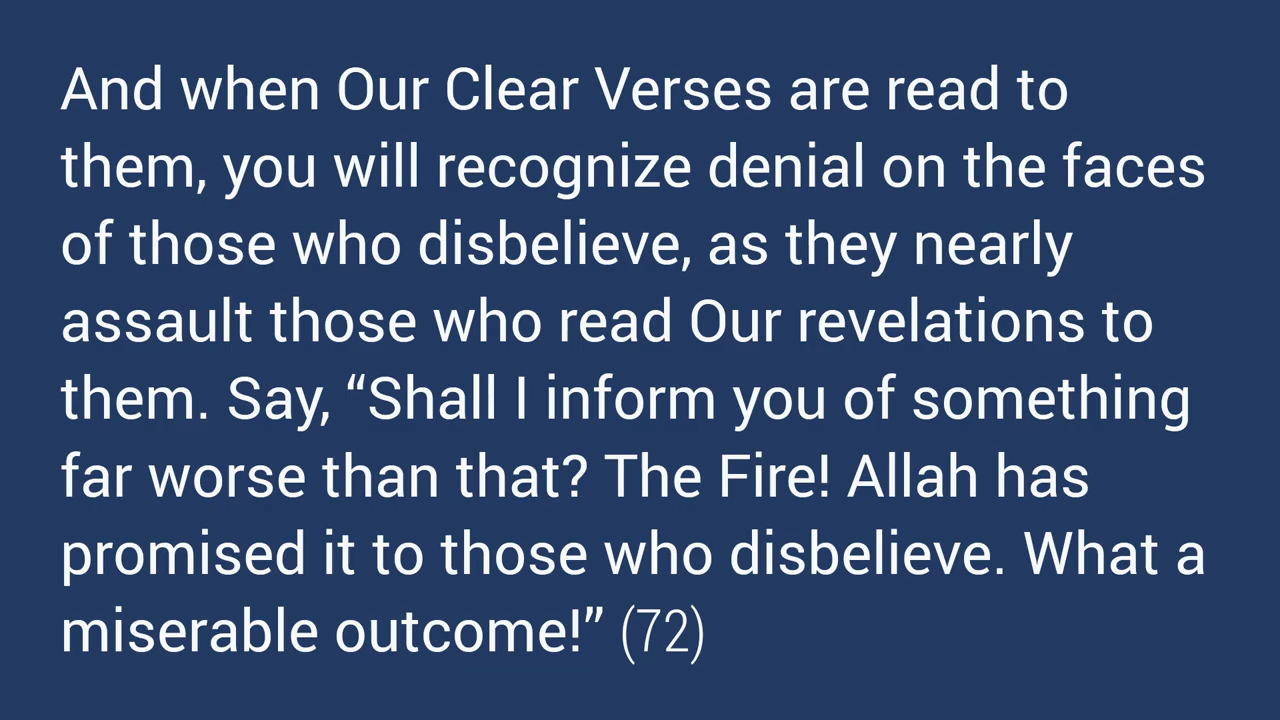 And when Our Clear Verses are read to
them, you will recognize denial on the faces
of those who disbelieve, as they nearly
assault those who read Our revelations to
them. Say, “Shall I inform you of something
far worse than that? The Fire! Allah has
promised it to those who disbelieve. What a
miserable outcome!” (72)